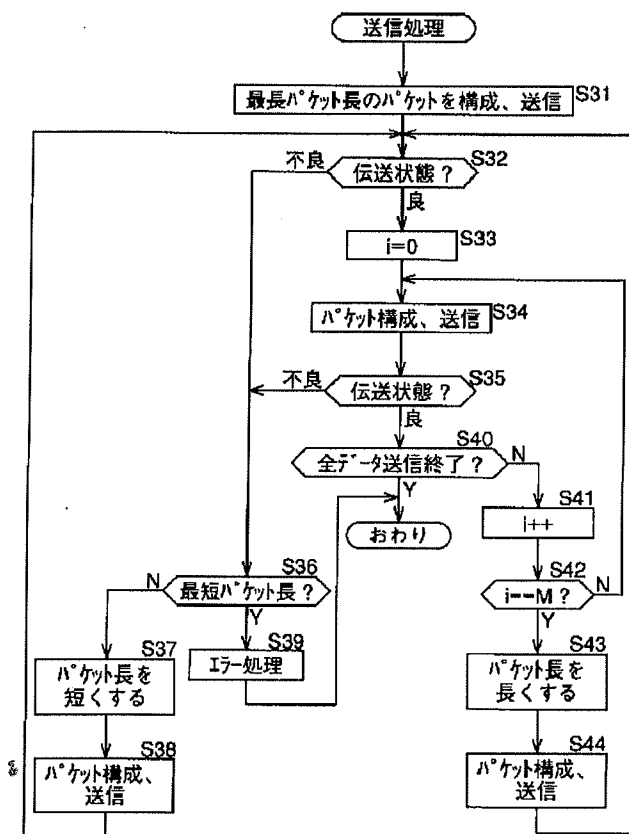 送信処理
最長パケット長のパケットを構成、送信
S31
伝送状態？
S32
不良
良
i=0
S33
パケット構成、送信
S34
伝送状態？
S35
不良
良
全データ送信終了？
S40
N
Y
i++
S41
おわり
最短パケット長？
S36
N
Y
i==M？
S42
N
Y
パケット長を
短くする
S37
エラー処理
S39
パケット長を
長くする
S43
パケット構成、
送信
S38
パケット構成、
送信
S44